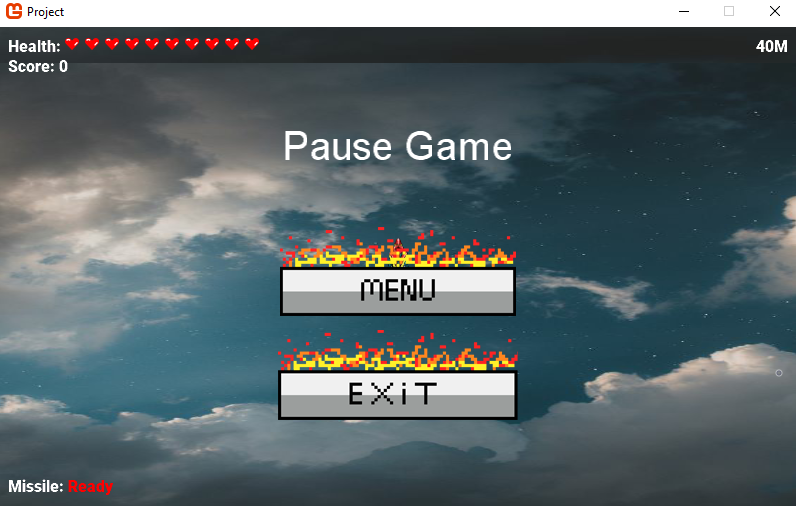 Project
Health:
40M
Score: 0
Pause Game
MENU
EXiT
Missile: Ready